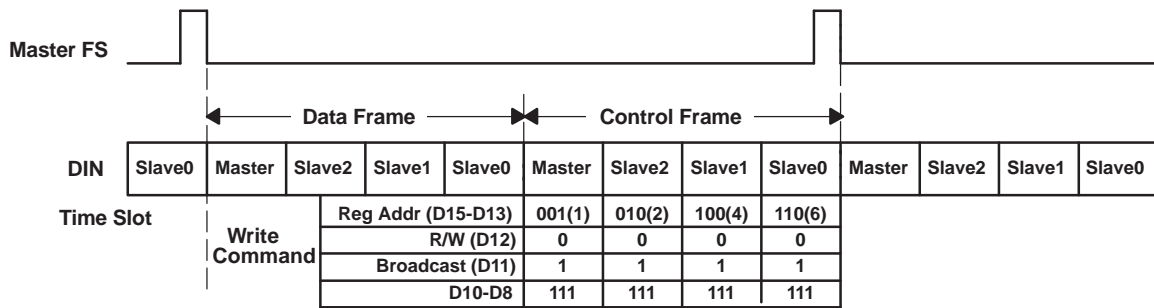 Master FS
Data Frame Control Frame
DIN Slave0 Master Slave2 Slave1 Slave0 Master Slave2 Slave1 Slave0 Master Slave2 Slave1 Slave0
Time Slot
Write Command
Reg Addr (D15-D13) 001(1) 010(2) 100(4) 110(6)
R/W (D12) 0 0 0 0
Broadcast (D11) 1 1 1 1
D10-D8 111 111 111 111